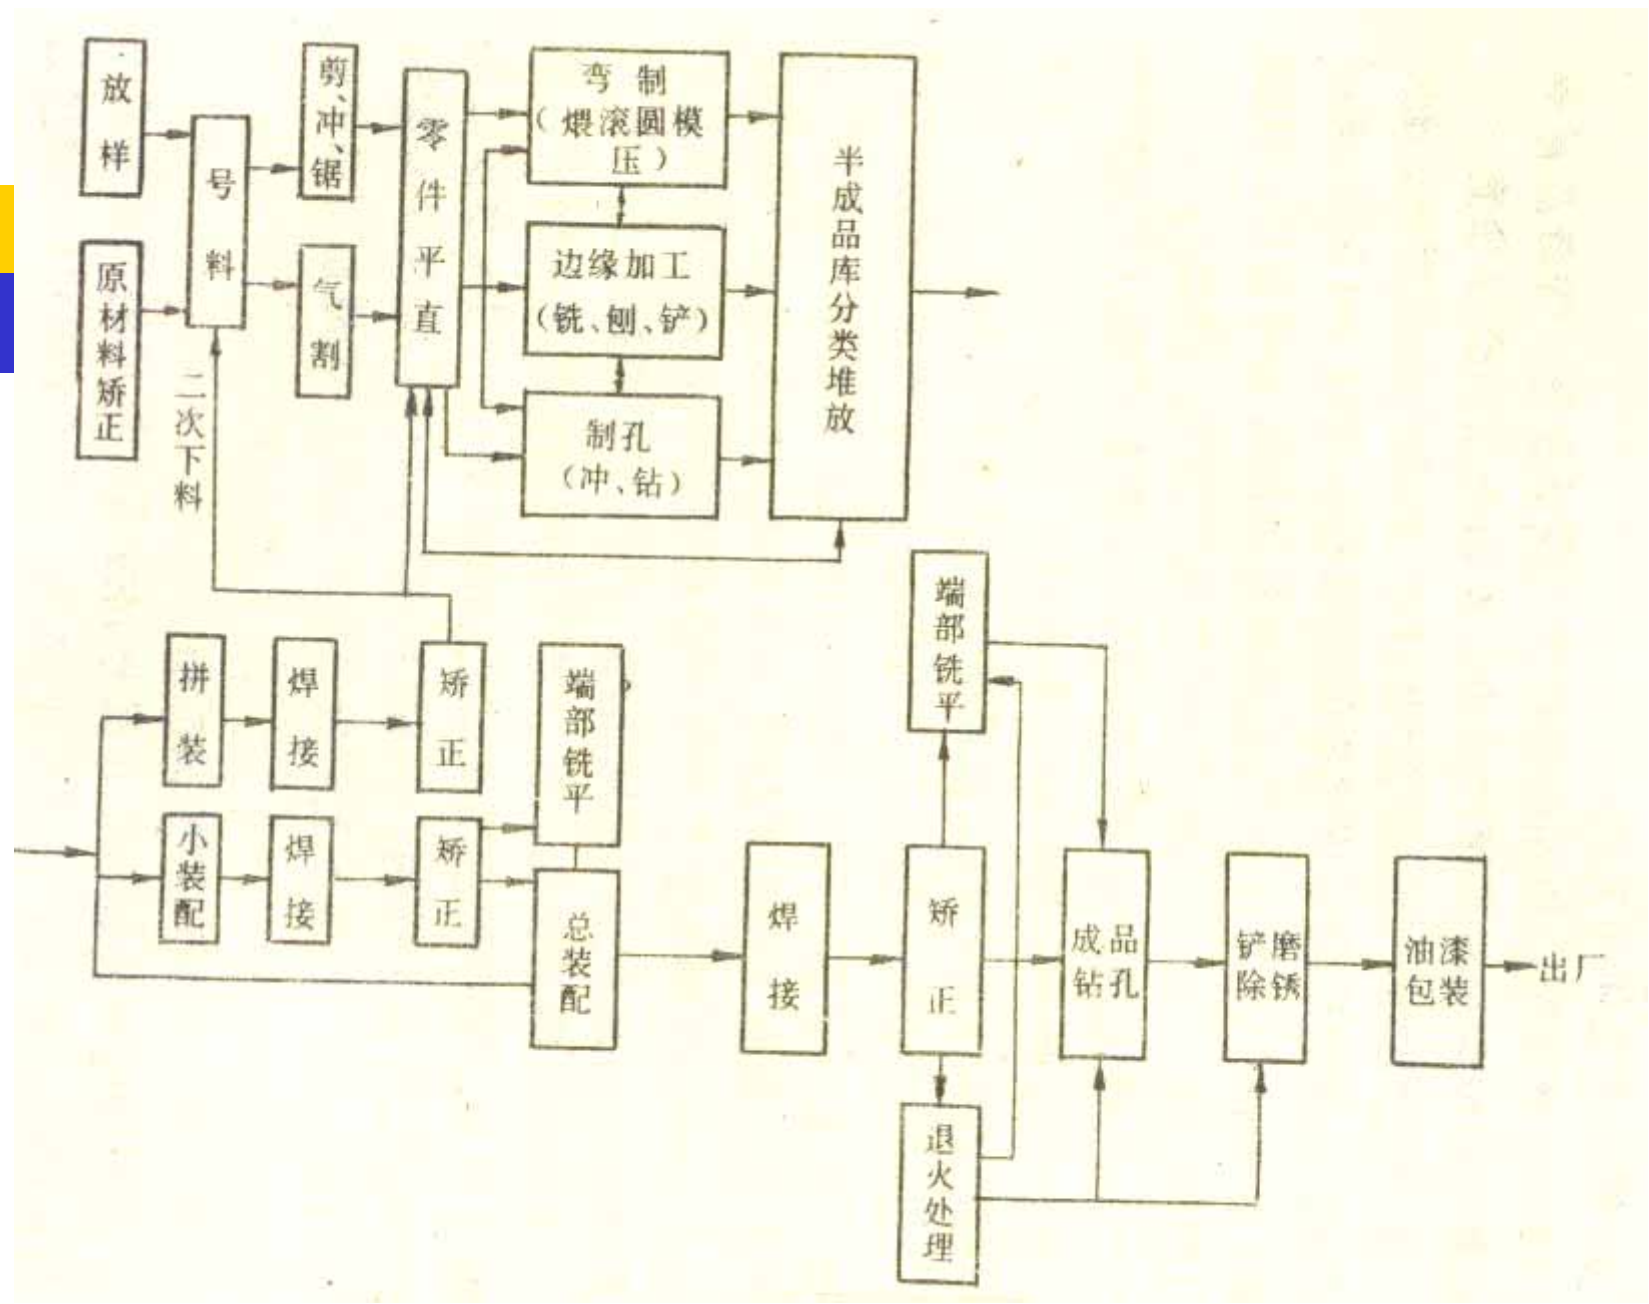 放样
原材料矫正
号料
二次下料
剪、冲、锯
气割
零件平直
弯制
(煨滚圆模
压)
边缘加工
(铣、刨、铲)
制孔
(冲、钻)
半成品库分类堆放
拼装
焊接
矫正
小装配
焊接
矫正
端部铣平
总装配
焊接
矫正
端部铣平
退火处理
成品
钻孔
铲磨
除锈
油漆
包装
出厂